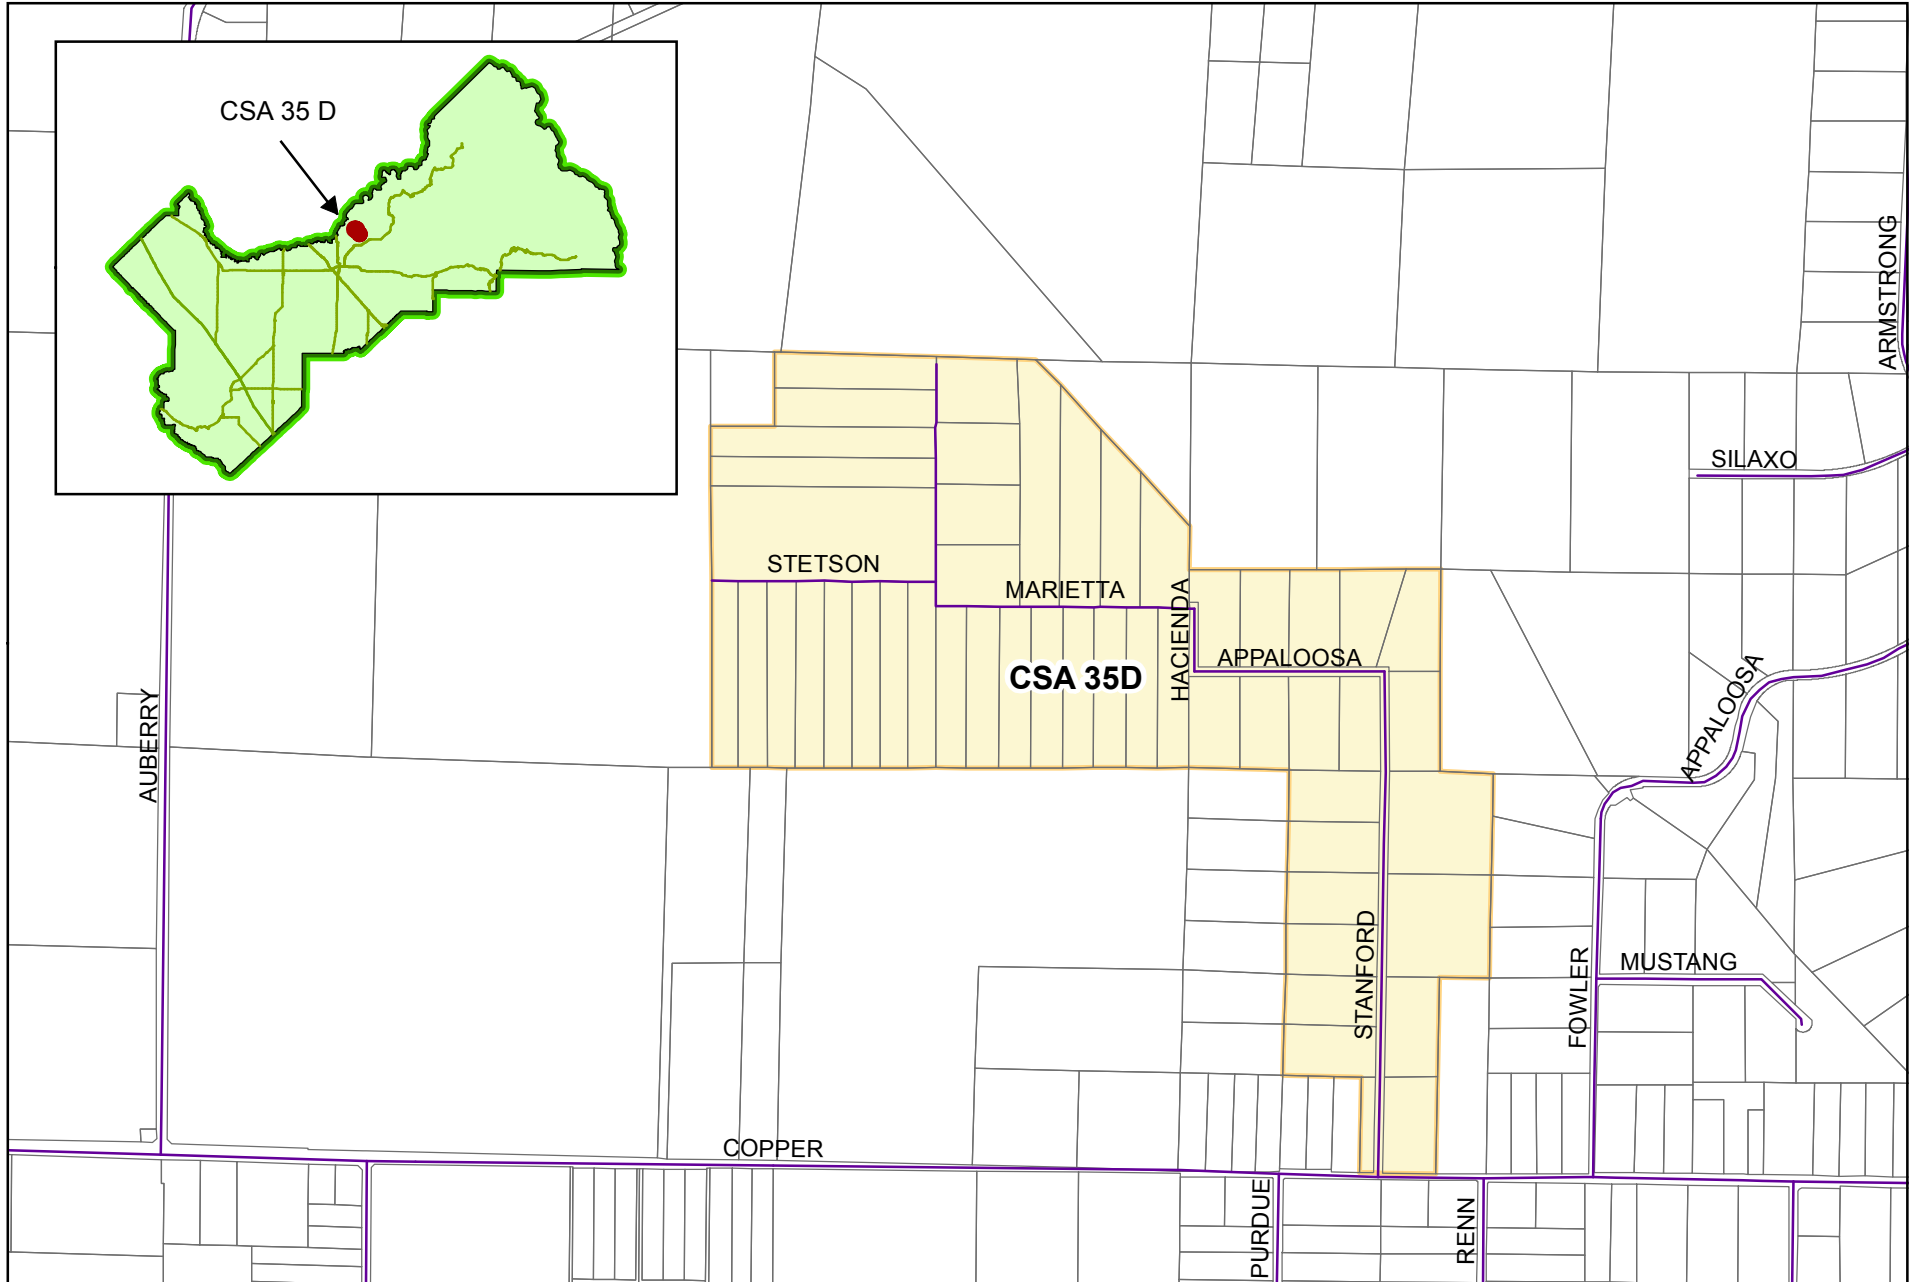 CSA 35 D
ARMSTRONG
SILAXO
STETSON
MARIETTA
HACIENDA
APPALOOSA
CSA 35D
APPALOOSA
AUBERRY
STANFORD
FOWLER
MUSTANG
COPPER
PURDUE
RENN